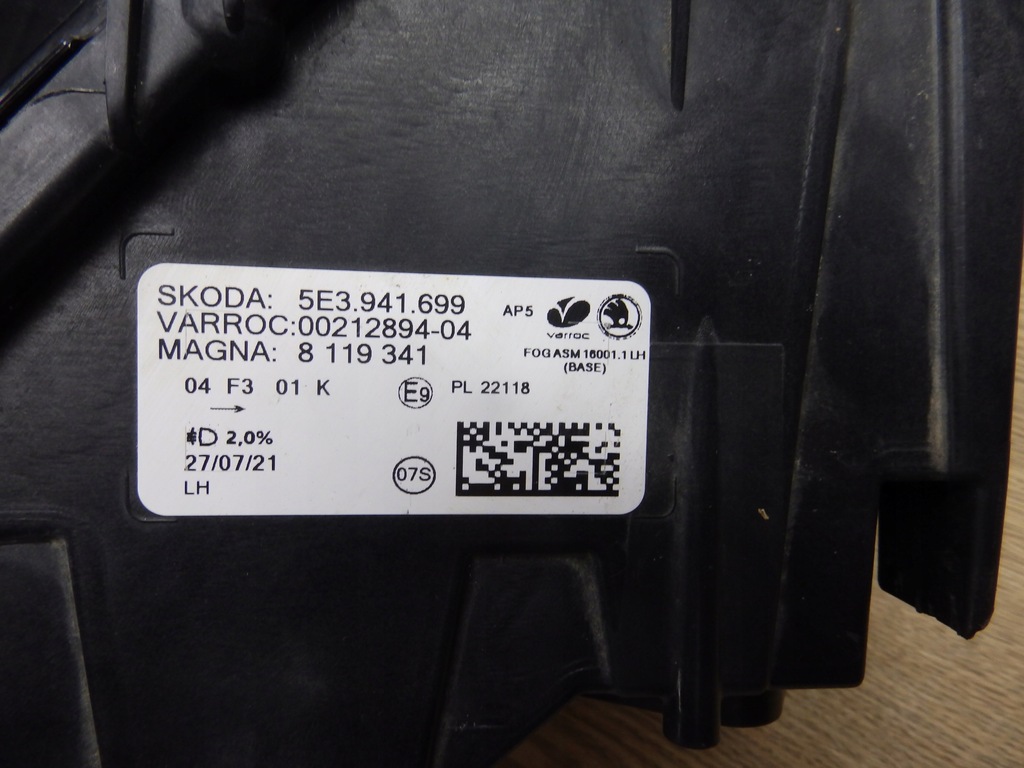 SKODA: 5E3.941.699
VARROC:00212894-04
MAGNA: 8 119 341
AP5
varroc
FOG ASM 16001.1 LH
(BASE)
04 F3 01 K
E9
PL 22118
2,0%
27/07/21
LH
07S